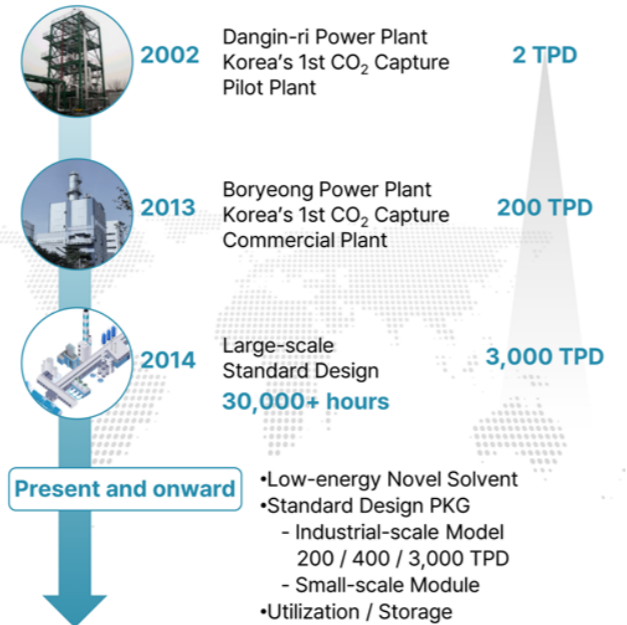 2002
Dangin-ri Power Plant
Korea's 1st CO₂ Capture
Pilot Plant
2 TPD
2013
Boryeong Power Plant
Korea's 1st CO₂ Capture
Commercial Plant
200 TPD
2014
Large-scale
Standard Design
30,000+ hours
3,000 TPD
Present and onward
•Low-energy Novel Solvent
•Standard Design PKG
- Industrial-scale Model
200 / 400 / 3,000 TPD
- Small-scale Module
•Utilization / Storage